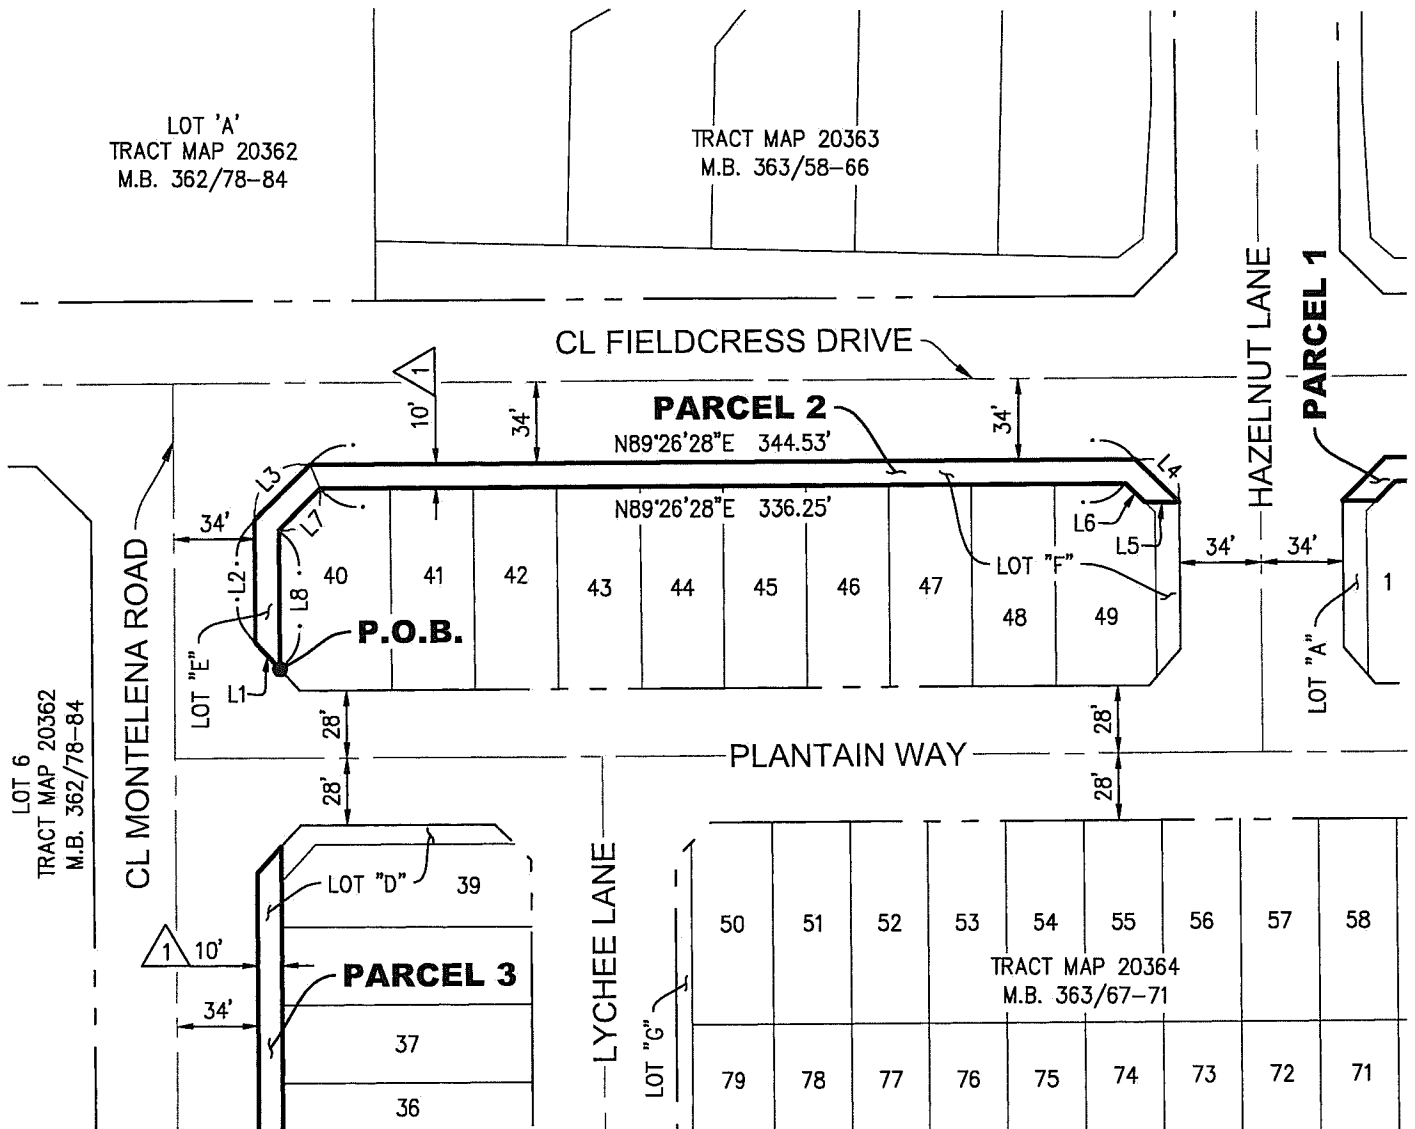 LOT 'A'
TRACT MAP 20362
M.B. 362/78-84
TRACT MAP 20363
M.B. 363/58-66
CL FIELDCRESS DRIVE
HAZELNUT LANE
PARCEL 1
1
10'
34'
PARCEL 2
34'
N89°26'28"E 344.53'
L3
L4
34'
L7
N89°26'28"E 336.25'
L6
L5
34'
34'
L2
L8
40
41
42
43
44
45
46
47
48
49
LOT "F"
1
LOT "A"
P.O.B.
LOT "E"
L1
CL MONTELENA ROAD
LOT 6
TRACT MAP 20362
M.B. 362/78-84
28'
28'
PLANTAIN WAY
28'
28'
LOT "D"
39
LYCHEE LANE
50
51
52
53
54
55
56
57
58
1
10'
PARCEL 3
TRACT MAP 20364
M.B. 363/67-71
34'
37
LOT "G"
36
79
78
77
76
75
74
73
72
71